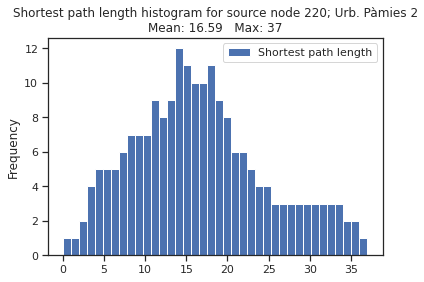 Shortest path length histogram for source node 220; Urb. Pàmies 2
Mean: 16.59   Max: 37
Shortest path length
Frequency
12
10
8
6
4
2
0
0 5 10 15 20 25 30 35